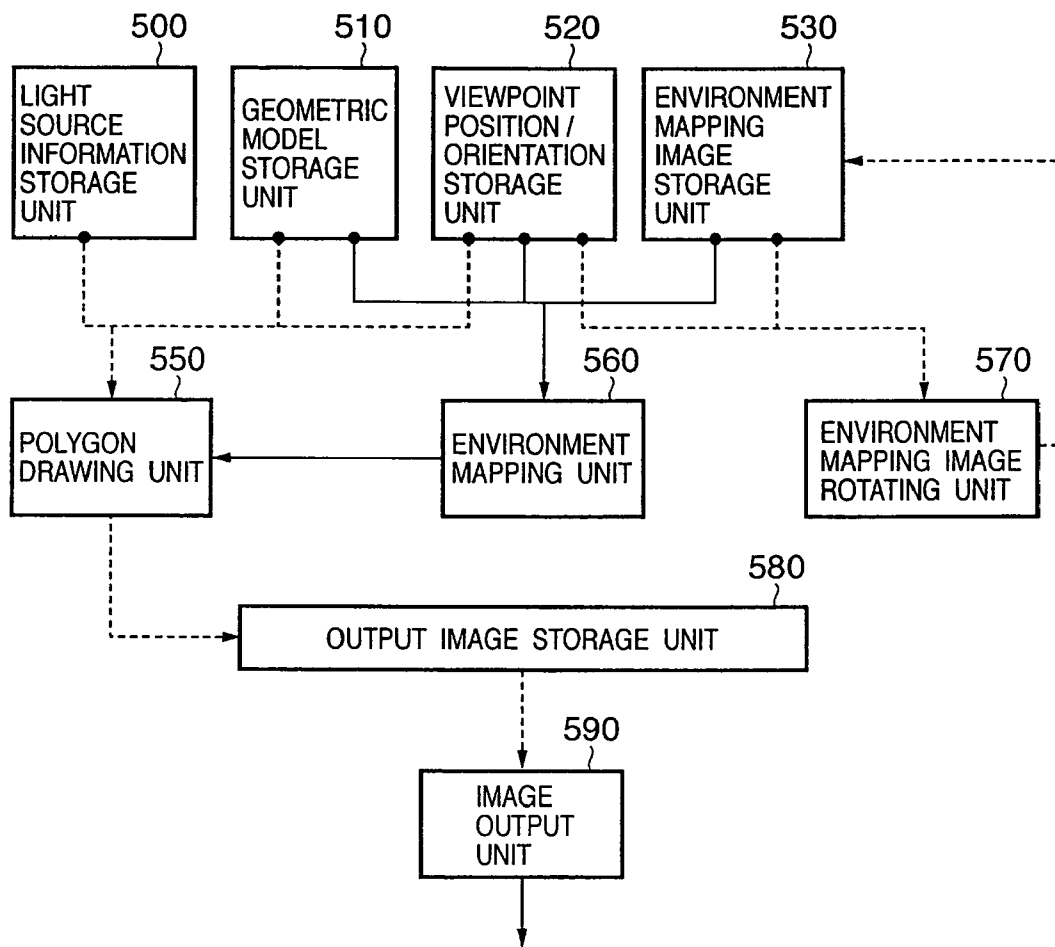 500
510
520
530
LIGHT
SOURCE
INFORMATION
STORAGE
UNIT
GEOMETRIC
MODEL
STORAGE
UNIT
VIEWPOINT
POSITION /
ORIENTATION
STORAGE
UNIT
ENVIRONMENT
MAPPING
IMAGE
STORAGE
UNIT
550
560
570
POLYGON
DRAWING UNIT
ENVIRONMENT
MAPPING UNIT
ENVIRONMENT
MAPPING IMAGE
ROTATING UNIT
580
OUTPUT IMAGE STORAGE UNIT
590
IMAGE
OUTPUT
UNIT